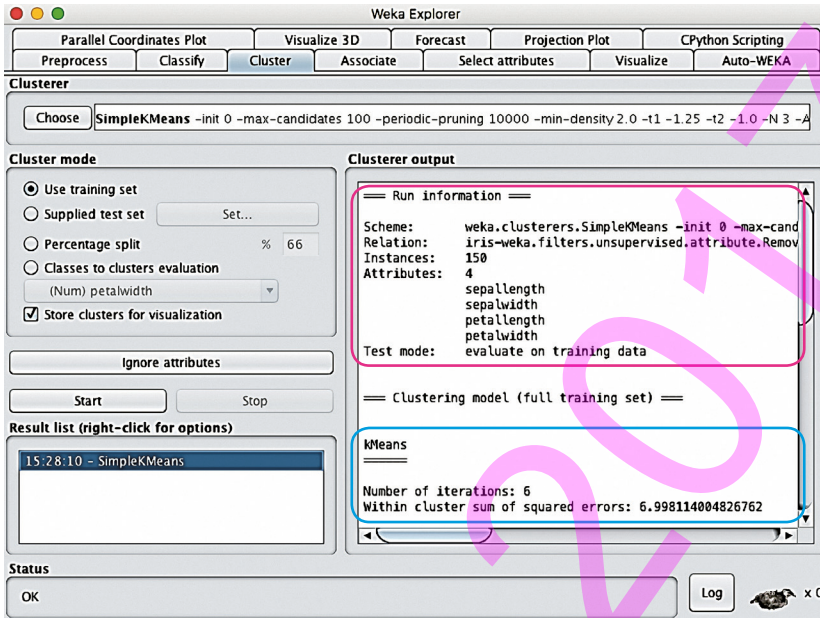 Weka Explorer
Parallel Coordinates Plot Visualize 3D Forecast Projection Plot CPython Scripting
Preprocess Classify Cluster Associate Select attributes Visualize Auto-WEKA
Clusterer
Choose SimpleKMeans -init 0 -max-candidates 100 -periodic-pruning 10000 -min-density 2.0 -t1 -1.25 -t2 -1.0 -N 3 -A
Cluster mode
Use training set
Supplied test set Set...
Percentage split % 66
Classes to clusters evaluation
(Num) petalwidth
Store clusters for visualization
Ignore attributes
Start Stop
Result list (right-click for options)
15:28:10 - SimpleKMeans
Clusterer output
=== Run information ===
Scheme: weka.clusterers.SimpleKMeans -init 0 -max-cand
Relation: iris-weka.filters.unsupervised.attribute.Remov
Instances: 150
Attributes: 4
sepallength
sepalwidth
petallength
petalwidth
Test mode: evaluate on training data
=== Clustering model (full training set) ===
kMeans
======
Number of iterations: 6
Within cluster sum of squared errors: 6.998114004826762
Status
OK
Log x 0
201